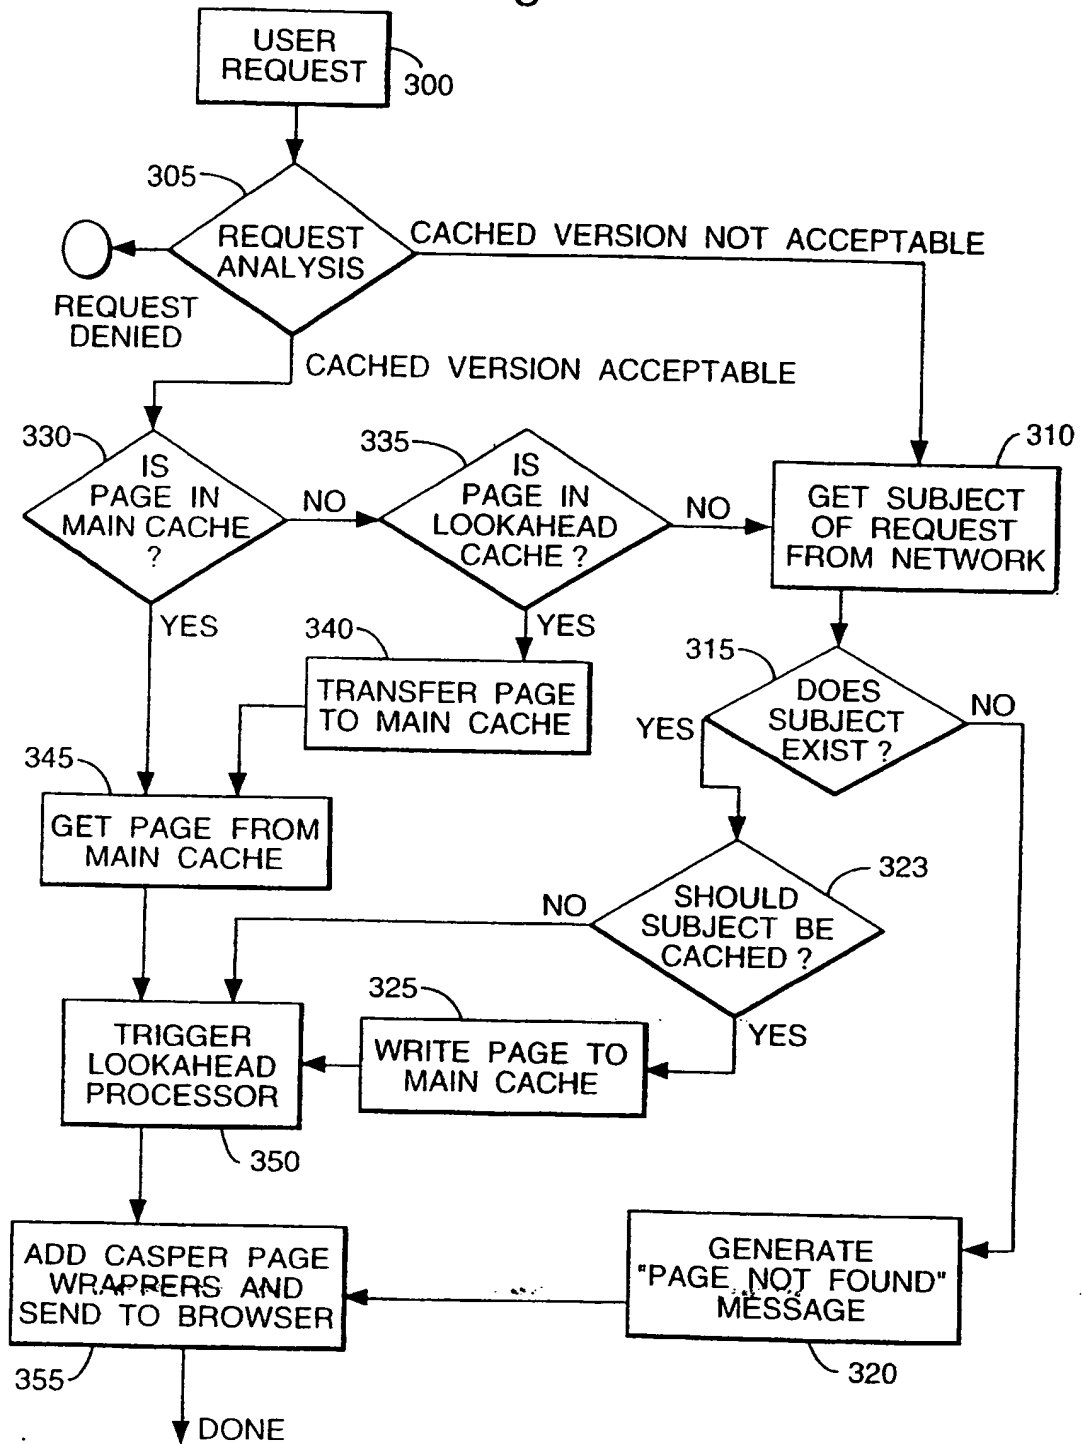 USER
REQUEST
300
305
REQUEST
ANALYSIS
CACHED VERSION NOT ACCEPTABLE
REQUEST
DENIED
CACHED VERSION ACCEPTABLE
330
IS
PAGE IN
MAIN CACHE
?
NO
335
IS
PAGE IN
LOOKAHEAD
CACHE ?
NO
310
GET SUBJECT
OF REQUEST
FROM NETWORK
YES
340
YES
TRANSFER PAGE
TO MAIN CACHE
315
DOES
SUBJECT
EXIST ?
YES
NO
345
GET PAGE FROM
MAIN CACHE
323
SHOULD
SUBJECT BE
CACHED ?
NO
YES
325
WRITE PAGE TO
MAIN CACHE
TRIGGER
LOOKAHEAD
PROCESSOR
350
ADD CASPER PAGE
WRAPPERS AND
SEND TO BROWSER
355
GENERATE
"PAGE NOT FOUND"
MESSAGE
320
DONE